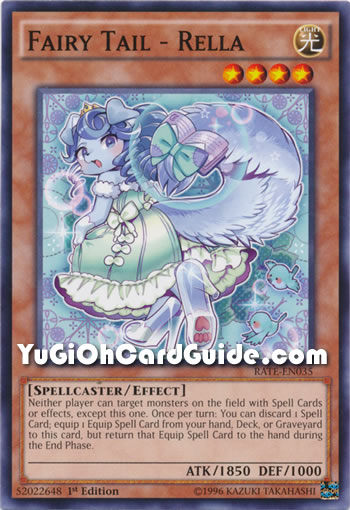 FAIRY TAIL - RELLA
LIGHT
光
YuGiOhCardGuide.com
RATE-EN035
[SPELLCASTER/EFFECT]
Neither player can target monsters on the field with Spell Cards
or effects, except this one. Once per turn: You can discard 1 Spell
Card; equip 1 Equip Spell Card from your hand, Deck, or Graveyard
to this card, but return that Equip Spell Card to the hand during
the End Phase.
ATK/1850 DEF/1000
52022648 1st Edition ©1996 KAZUKI TAKAHASHI